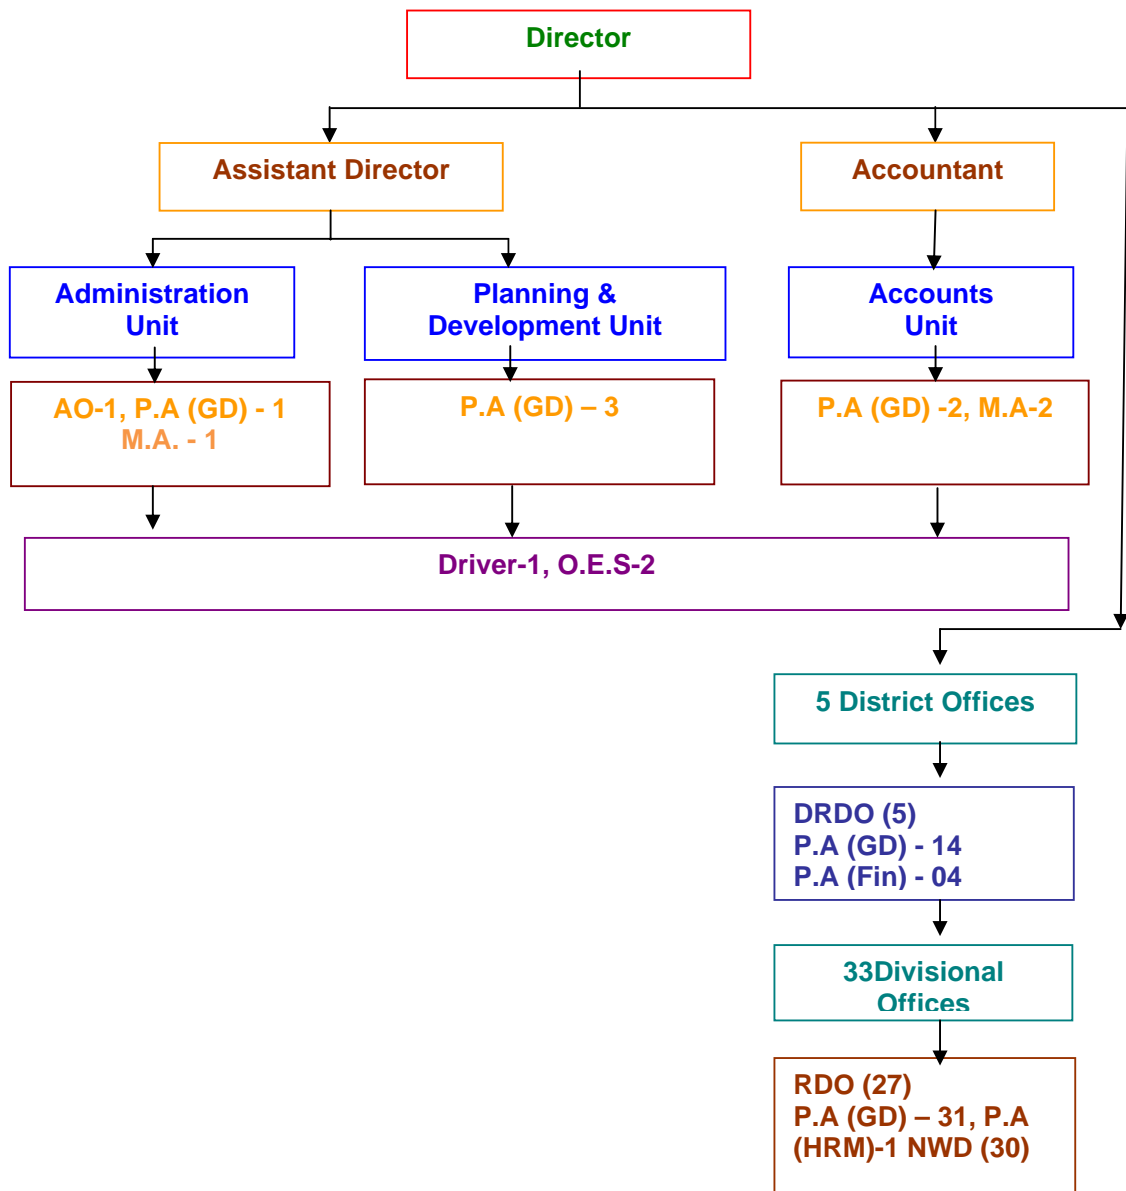 Director
Assistant Director
Accountant
Administration
Unit
Planning &
Development Unit
Accounts
Unit
AO-1, P.A (GD) - 1
M.A. - 1
P.A (GD) – 3
P.A (GD) -2, M.A-2
Driver-1, O.E.S-2
5 District Offices
DRDO (5)
P.A (GD) - 14
P.A (Fin) - 04
33Divisional
Offices
RDO (27)
P.A (GD) – 31, P.A
(HRM)-1 NWD (30)